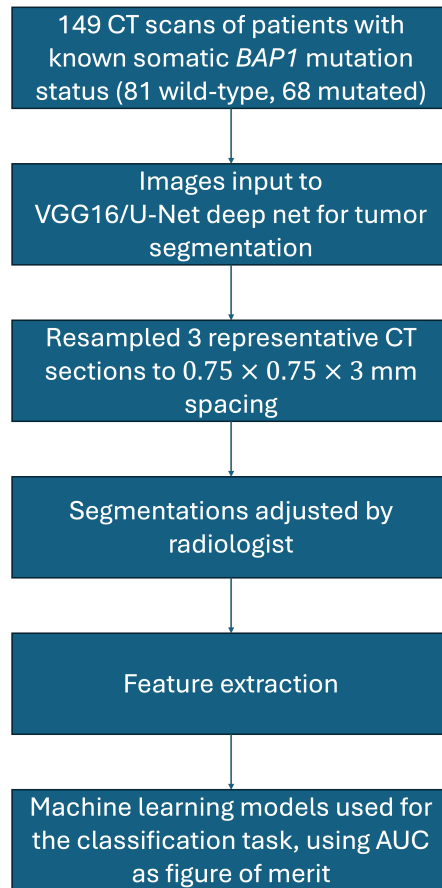 149 CT scans of patients with
known somatic BAP1 mutation
status (81 wild-type, 68 mutated)
Images input to
VGG16/U-Net deep net for tumor
segmentation
Resampled 3 representative CT
sections to 0.75 × 0.75 × 3 mm
spacing
Segmentations adjusted by
radiologist
Feature extraction
Machine learning models used for
the classification task, using AUC
as figure of merit